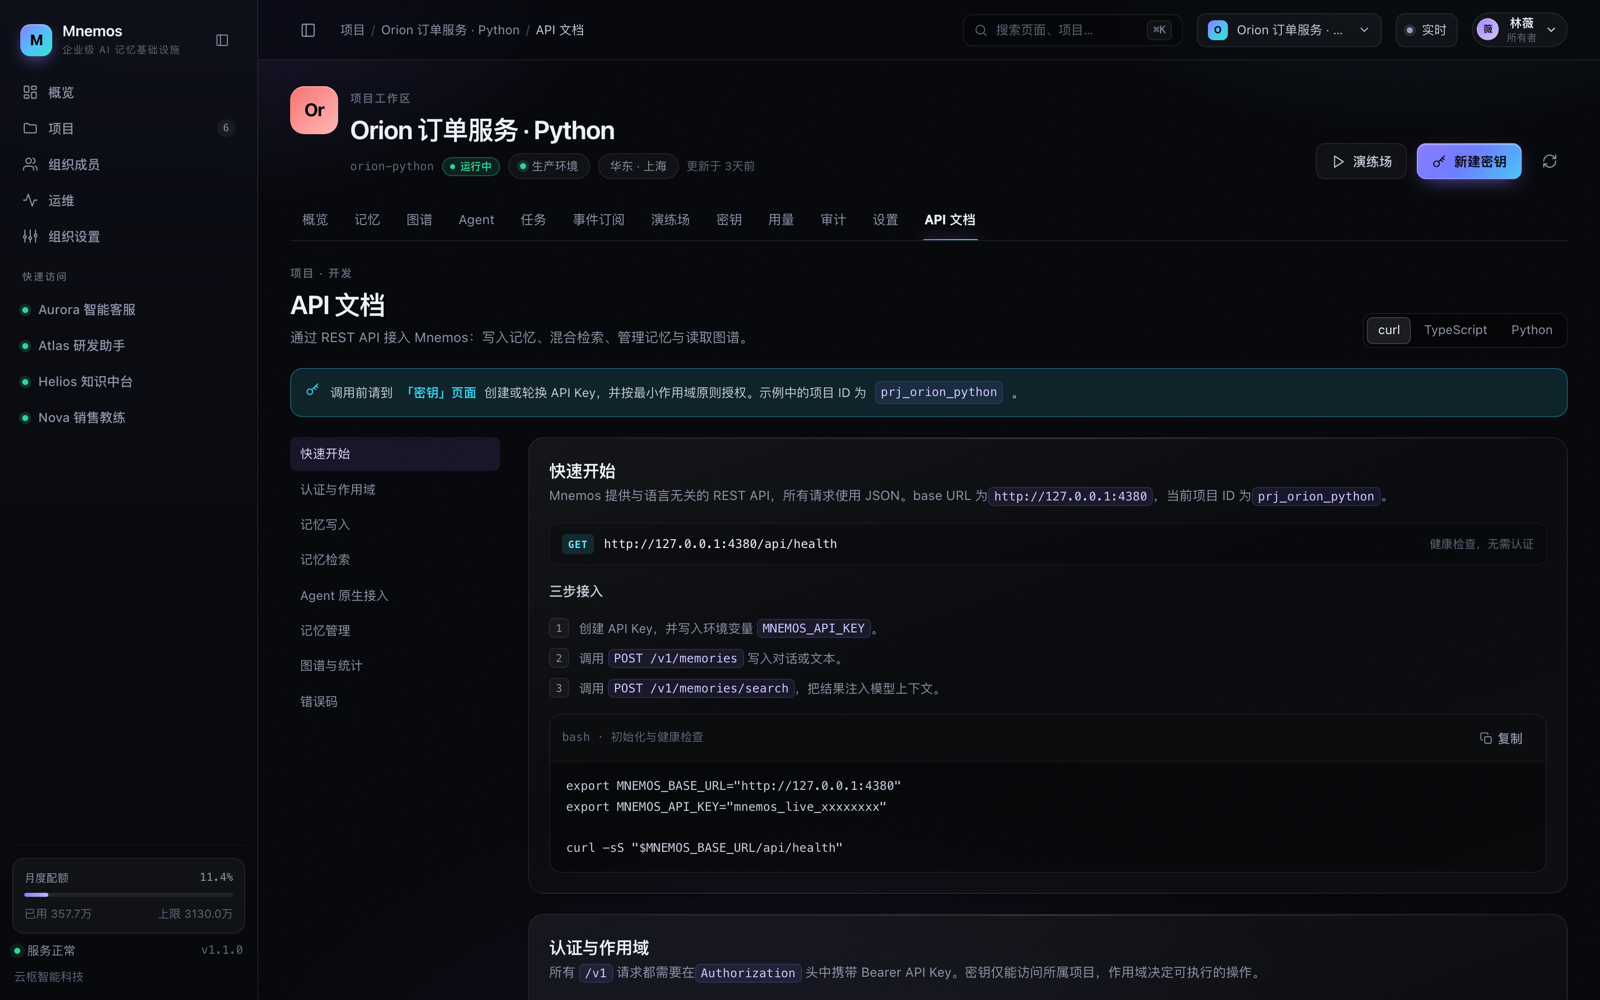 M
Mnemos
企业级 AI 记忆基础设施
概览
项目
6
组织成员
运维
组织设置
快速访问
Aurora 智能客服
Atlas 研发助手
Helios 知识中台
Nova 销售教练
月度配额
11.4%
已用 357.7万
上限 3130.0万
服务正常
v1.1.0
云枢智能科技
项目 / Orion 订单服务 · Python / API 文档
搜索页面、项目...
⌘K
O
Orion 订单服务 · ...
实时
薇
林薇
所有者
Or
项目工作区
Orion 订单服务 · Python
orion-python
运行中
生产环境
华东 · 上海
更新于 3天前
演练场
新建密钥
概览 记忆 图谱 Agent 任务 事件订阅 演练场 密钥 用量 审计 设置 API 文档
项目 · 开发
API 文档
通过 REST API 接入 Mnemos：写入记忆、混合检索、管理记忆与读取图谱。
curl TypeScript Python
调用前请到 「密钥」页面 创建或轮换 API Key，并按最小作用域原则授权。示例中的项目 ID 为 prj_orion_python 。
快速开始
认证与作用域
记忆写入
记忆检索
Agent 原生接入
记忆管理
图谱与统计
错误码
快速开始
Mnemos 提供与语言无关的 REST API，所有请求使用 JSON。base URL 为 http://127.0.0.1:4380，当前项目 ID 为 prj_orion_python。
GET http://127.0.0.1:4380/api/health
健康检查，无需认证
三步接入
1 创建 API Key，并写入环境变量 MNEMOS_API_KEY。
2 调用 POST /v1/memories 写入对话或文本。
3 调用 POST /v1/memories/search，把结果注入模型上下文。
bash · 初始化与健康检查
复制
export MNEMOS_BASE_URL="http://127.0.0.1:4380"
export MNEMOS_API_KEY="mnemos_live_xxxxxxxx"
curl -sS "$MNEMOS_BASE_URL/api/health"
认证与作用域
所有 /v1 请求都需要在 Authorization 头中携带 Bearer API Key。密钥仅能访问所属项目，作用域决定可执行的操作。